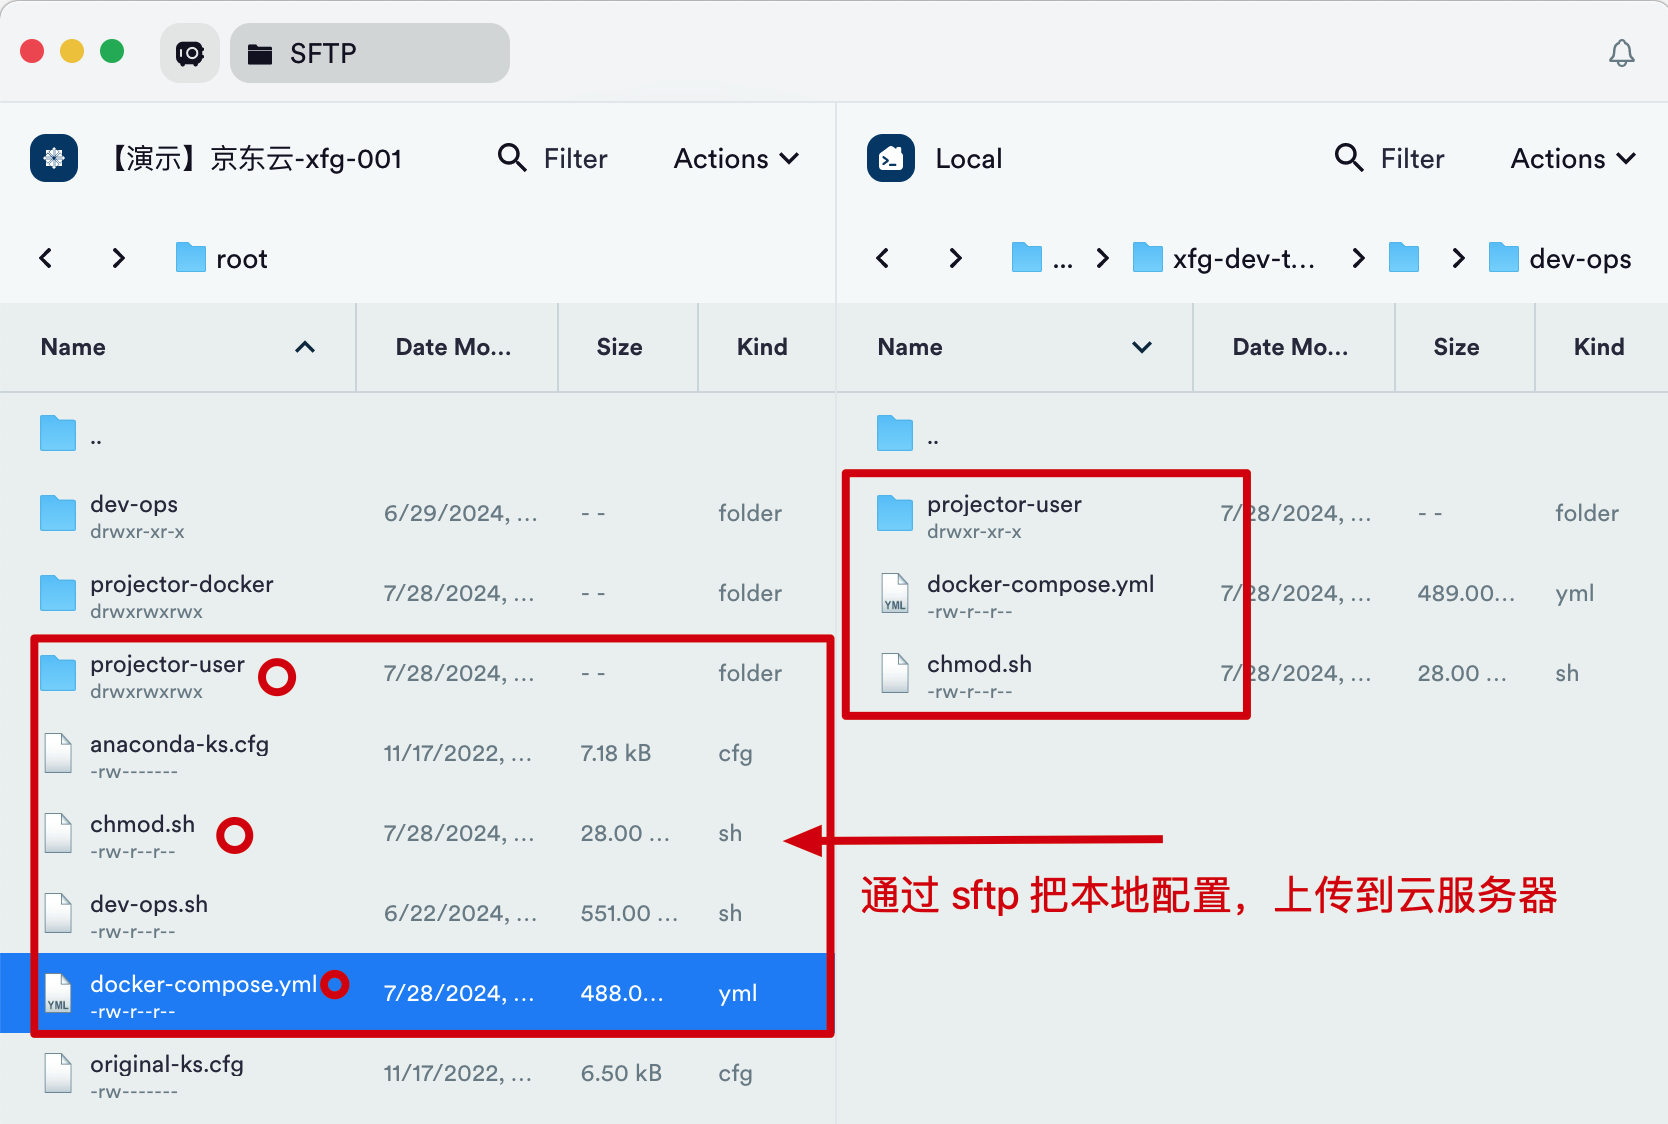 SFTP
【演示】京东云-xfg-001
Filter
Actions
root
Name
Date Mo...
Size
Kind
..
dev-ops
6/29/2024, ...
- -
folder
drwxr-xr-x
projector-docker
7/28/2024, ...
- -
folder
drwxrwxrwx
projector-user
7/28/2024, ...
- -
folder
drwxrwxrwx
anaconda-ks.cfg
11/17/2022, ...
7.18 kB
cfg
-rw-------
chmod.sh
7/28/2024, ...
28.00 ...
sh
-rw-r--r--
dev-ops.sh
6/22/2024, ...
551.00 ...
sh
-rw-r--r--
YML
docker-compose.yml
7/28/2024, ...
488.0...
yml
-rw-r--r--
original-ks.cfg
11/17/2022, ...
6.50 kB
cfg
-rw-------
Local
Filter
Actions
...
xfg-dev-t...
dev-ops
Name
Date Mo...
Size
Kind
..
projector-user
7/28/2024, ...
- -
folder
drwxr-xr-x
YML
docker-compose.yml
7/28/2024, ...
489.00...
yml
-rw-r--r--
chmod.sh
7/28/2024, ...
28.00 ...
sh
-rw-r--r--
通过 sftp 把本地配置，上传到云服务器